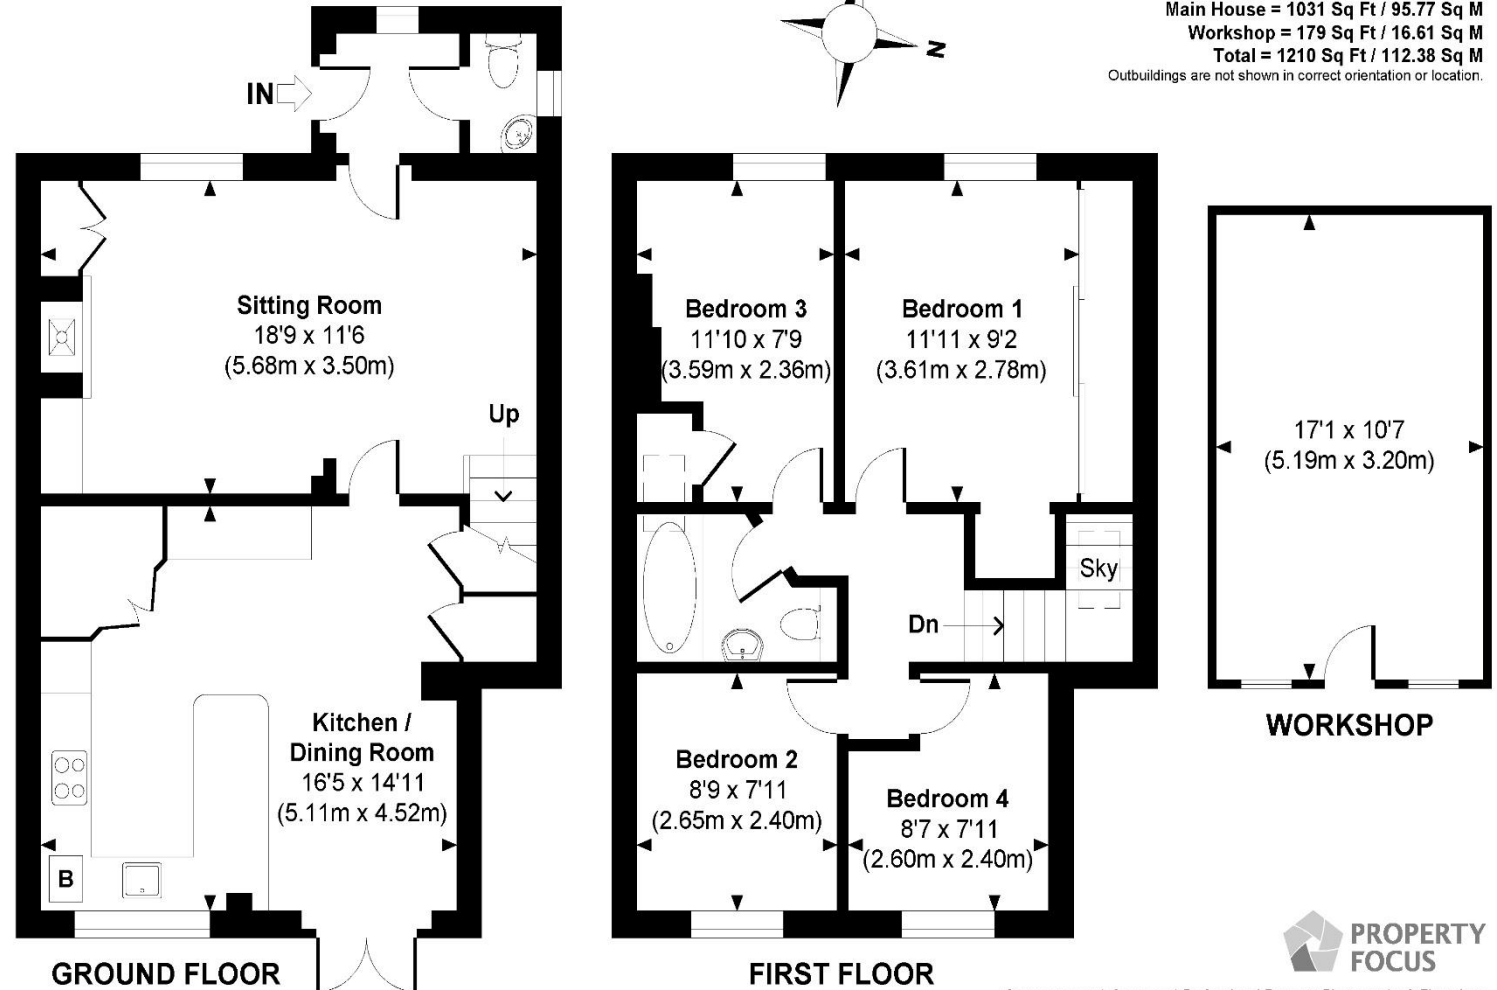 Main House = 1031 Sq Ft / 95.77 Sq M
Workshop = 179 Sq Ft / 16.61 Sq M
Total = 1210 Sq Ft / 112.38 Sq M
Outbuildings are not shown in correct orientation or location.
N
IN
Sitting Room
18'9 x 11'6
(5.68m x 3.50m)
Up
Kitchen /
Dining Room
16'5 x 14'11
(5.11m x 4.52m)
B
GROUND FLOOR
Bedroom 3
11'10 x 7'9
(3.59m x 2.36m)
Bedroom 1
11'11 x 9'2
(3.61m x 2.78m)
Sky
Dn
Bedroom 2
8'9 x 7'11
(2.65m x 2.40m)
Bedroom 4
8'7 x 7'11
(2.60m x 2.40m)
FIRST FLOOR
17'1 x 10'7
(5.19m x 3.20m)
WORKSHOP
PROPERTY
FOCUS